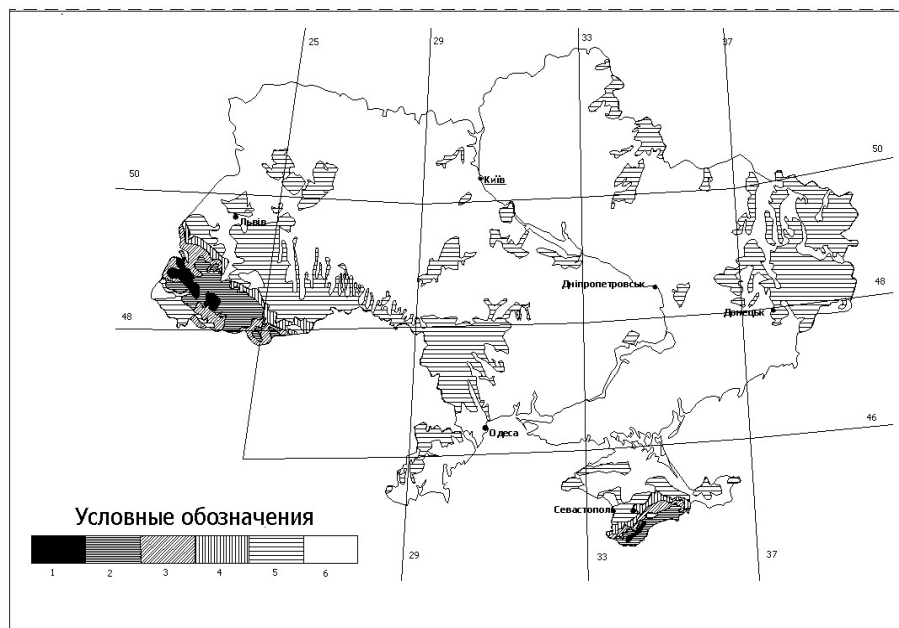 25
29
33
37
50
50
Київ
Львів
Дніпропетровськ
48
48
Донецьк
46
Одеса
Севастополь
Условные обозначения
1 2 3 4 5 6
29
33
37